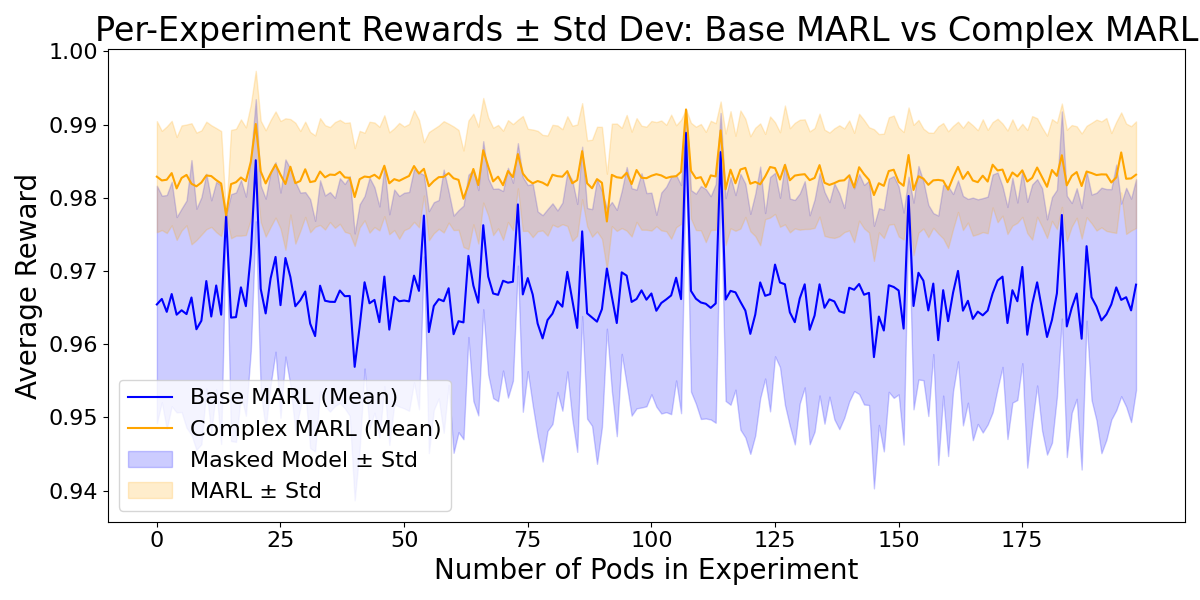 Per-Experiment Rewards ± Std Dev: Base MARL vs Complex MARL
1.00
0.99
0.98
0.97
0.96
0.95
0.94
Average Reward
Base MARL (Mean)
Complex MARL (Mean)
Masked Model ± Std
MARL ± Std
0 25 50 75 100 125 150 175
Number of Pods in Experiment